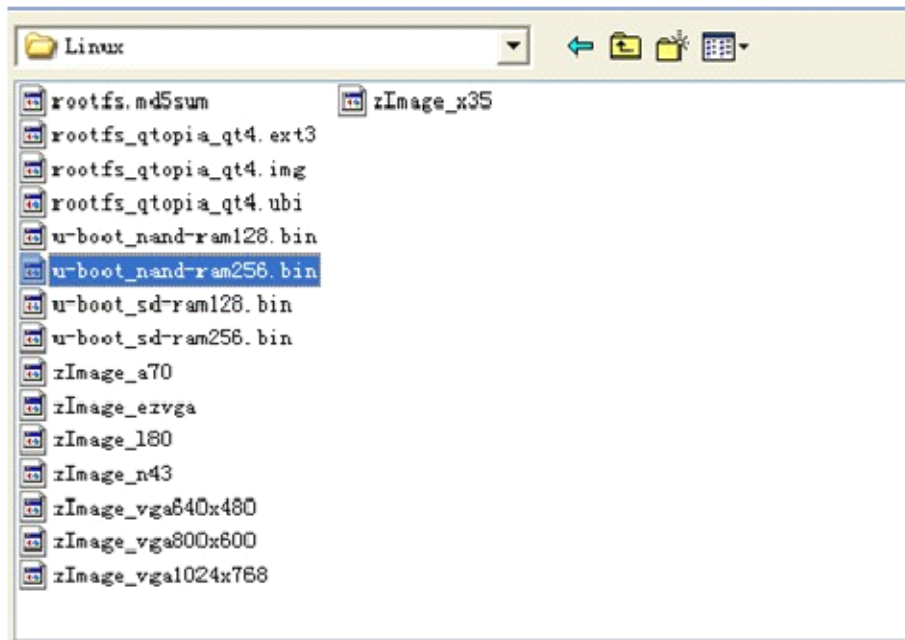 Linux
rootfs.md5sum
rootfs_qtopia_qt4.ext3
rootfs_qtopia_qt4.img
rootfs_qtopia_qt4.ubi
u-boot_nand-ram128.bin
u-boot_nand-ram256.bin
u-boot_sd-ram128.bin
u-boot_sd-ram256.bin
zImage_a70
zImage_ezvga
zImage_l80
zImage_n43
zImage_vga640x480
zImage_vga800x600
zImage_vga1024x768
zImage_x35